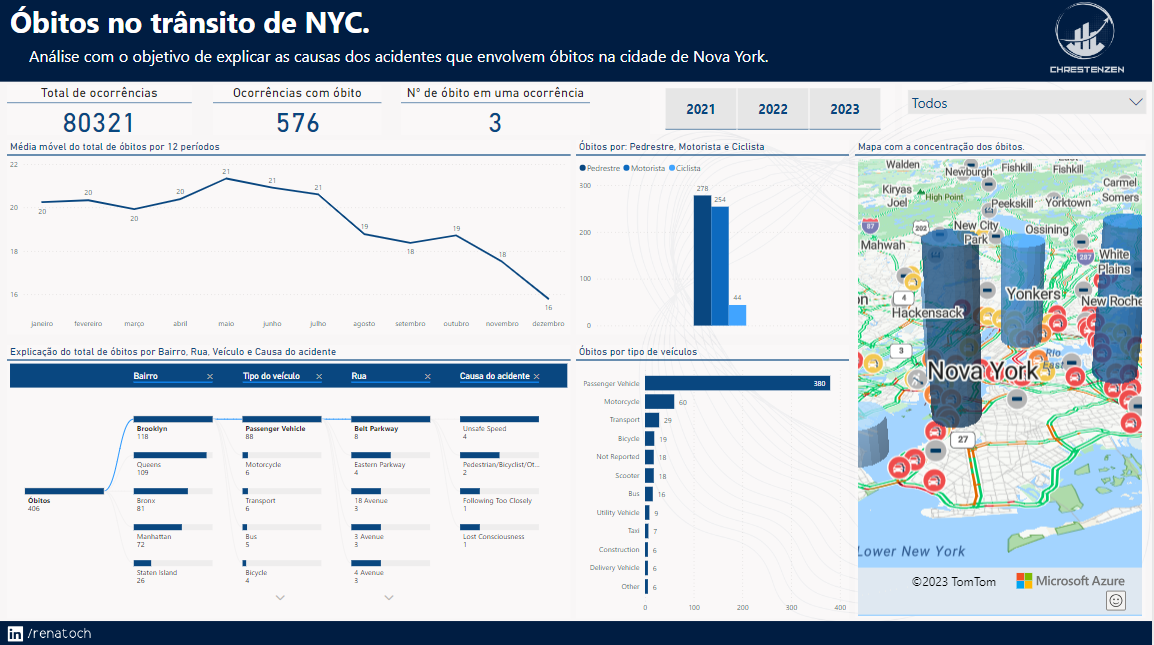 Óbitos no trânsito de NYC.
Análise com o objetivo de explicar as causas dos acidentes que envolvem óbitos na cidade de Nova York.
CHRESTENZEN
Total de ocorrências
80321
Ocorrências com óbito
576
N° de óbito em uma ocorrência
3
2021
2022
2023
Todos
Média móvel do total de óbitos por 12 períodos
22
20
18
16
20
20
20
20
21
21
21
19
18
19
18
16
janeiro
fevereiro
março
abril
maio
junho
julho
agosto
setembro
outubro
novembro
dezembro
Óbitos por: Pedrestre, Motorista e Ciclista
Pedrestre Motorista Ciclista
300
200
100
0
278
254
44
Mapa com a concentração dos óbitos.
Walden
Newburgh
Fishkill
Fishkill
Kiryas
Joel
High Point
Carmel
Peekskill
Yorktown
Somers
87
202
New City
Park
Ossining
Mahwah
287
White
Plains
4
Yonkers
New Roche
Hackensack
3
Rio
East
Nova York
27
Lower New York
©2023 TomTom
Microsoft Azure
Explicação do total de óbitos por Bairro, Rua, Veículo e Causa do acidente
Bairro
Tipo do veículo
Rua
Causa do acidente
Óbitos
406
Brooklyn
118
Queens
109
Bronx
81
Manhattan
72
Staten Island
26
Passenger Vehicle
88
Motorcycle
6
Transport
6
Bus
5
Bicycle
4
Belt Parkway
8
Eastern Parkway
4
18 Avenue
3
3 Avenue
3
4 Avenue
3
Unsafe Speed
4
Pedestrian/Bicyclist/Ot...
2
Following Too Closely
1
Lost Consciousness
1
Óbitos por tipo de veículos
Passenger Vehicle 380
Motorcycle 60
Transport 29
Bicycle 19
Not Reported 18
Scooter 18
Bus 16
Utility Vehicle 9
Taxi 7
Construction 6
Delivery Vehicle 6
Other 6
0 100 200 300 400
in /renatoch